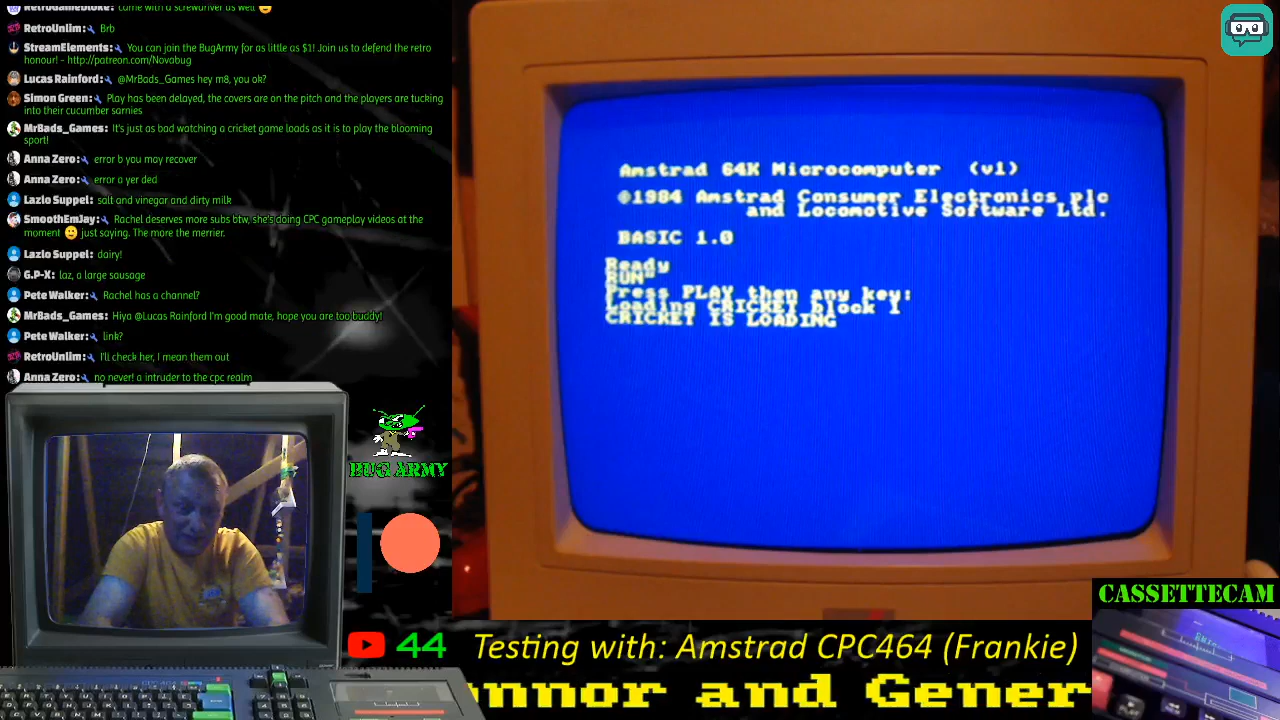 RetroGameBloke: Came with a screwdriver as well
RetroUnlim: Brb
StreamElements: You can join the BugArmy for as little as $1! Join us to defend the retro
honour! - http://patreon.com/Novabug
Lucas Rainford: @MrBads_Games hey m8, you ok?
Simon Green: Play has been delayed, the covers are on the pitch and the players are tucking
into their cucumber sarnies
MrBads_Games: It's just as bad watching a cricket game loads as it is to play the blooming
sport!
Anna Zero: error b you may recover
Anna Zero: error a yer ded
Lazlo Suppel: salt and vinegar and dirty milk
SmoothEmJay: Rachel deserves more subs btw, she's doing CPC gameplay videos at the
moment just saying. The more the merrier.
Lazlo Suppel: dairy!
G.P-X: laz, a large sausage
Pete Walker: Rachel has a channel?
MrBads_Games: Hiya @Lucas Rainford I'm good mate, hope you are too buddy!
Pete Walker: link?
RetroUnlim: I'll check her, I mean them out
Anna Zero: no never! a intruder to the cpc realm
Amstrad 64K Microcomputer (v1)
©1984 Amstrad Consumer Electronics plc
and Locomotive Software Ltd.
BASIC 1.0
Ready
RUN"
Press PLAY then any key:
Loading CRICKET block 1
CRICKET IS LOADING
BUG ARMY
CASSETTECAM
44
Testing with: Amstrad CPC464 (Frankie)
nnor and Gener